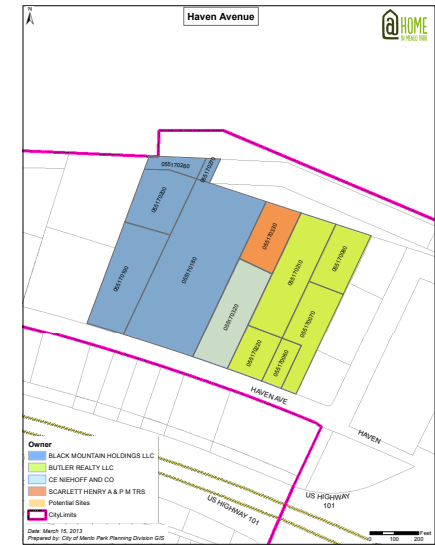 N
Haven Avenue
@HOME
IN MENLO PARK
055170260
055170270
055170300
055170190
055170180
055170330
055170320
055170210
055170060
055170070
055170220
055170080
HAVEN AVE
HAVEN
US HIGHWAY
101
US HIGHWAY 101
Owner
BLACK MOUNTAIN HOLDINGS LLC
BUTLER REALTY LLC
CE NIEHOFF AND CO
SCARLETT HENRY A & P M TRS
Potential Sites
CityLimits
Date: March 15, 2013
Prepared by: City of Menlo Park Planning Division GIS
Feet
0 100 200